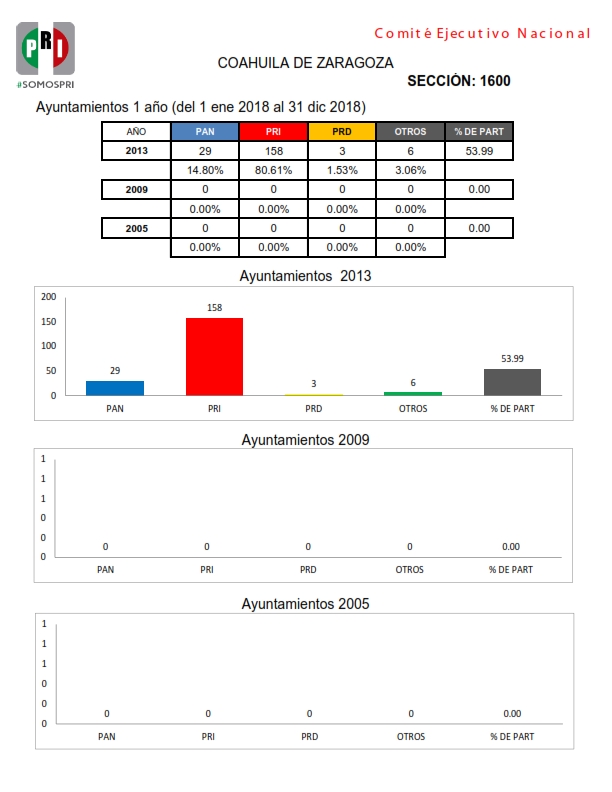 Comité Ejecutivo Nacional
PRI
#SOMOSPRI
COAHUILA DE ZARAGOZA
SECCIÓN: 1600
Ayuntamientos 1 año (del 1 ene 2018 al 31 dic 2018)
AÑO PAN PRI PRD OTROS % DE PART
2013 29 158 3 6 53.99
14.80% 80.61% 1.53% 3.06%
2009 0 0 0 0 0.00
0.00% 0.00% 0.00% 0.00%
2005 0 0 0 0 0.00
0.00% 0.00% 0.00% 0.00%
Ayuntamientos 2013
200
150
100
50
0
29 158 3 6 53.99
PAN PRI PRD OTROS % DE PART
Ayuntamientos 2009
1
1
1
0
0
0
0 0 0 0 0.00
PAN PRI PRD OTROS % DE PART
Ayuntamientos 2005
1
1
1
0
0
0
0 0 0 0 0.00
PAN PRI PRD OTROS % DE PART